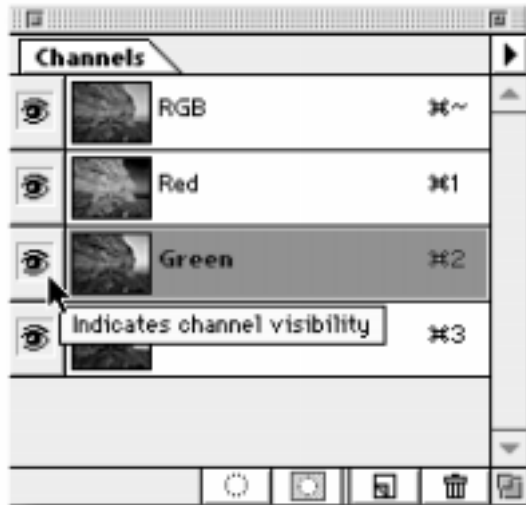 Channels
RGB ⌘~
Red ⌘1
Green ⌘2
Indicates channel visibility
⌘3